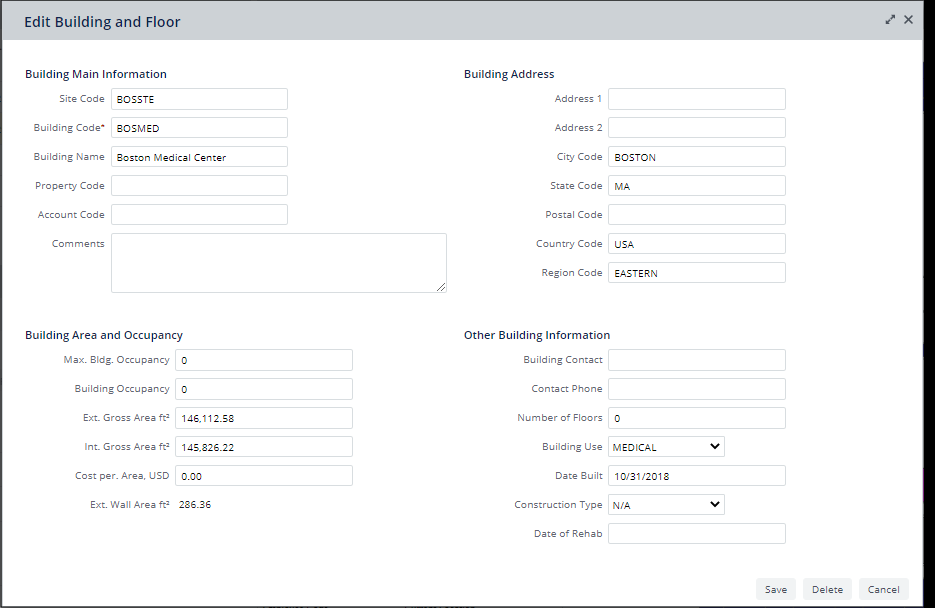 Edit Building and Floor
Building Main Information
Site Code BOSSTE
Building Code* BOSMED
Building Name Boston Medical Center
Property Code
Account Code
Comments
Building Address
Address 1
Address 2
City Code BOSTON
State Code MA
Postal Code
Country Code USA
Region Code EASTERN
Building Area and Occupancy
Max. Bldg. Occupancy 0
Building Occupancy 0
Ext. Gross Area ft² 146,112.58
Int. Gross Area ft² 145,826.22
Cost per. Area, USD 0.00
Ext. Wall Area ft² 286.36
Other Building Information
Building Contact
Contact Phone
Number of Floors 0
Building Use MEDICAL
Date Built 10/31/2018
Construction Type N/A
Date of Rehab
Save Delete Cancel